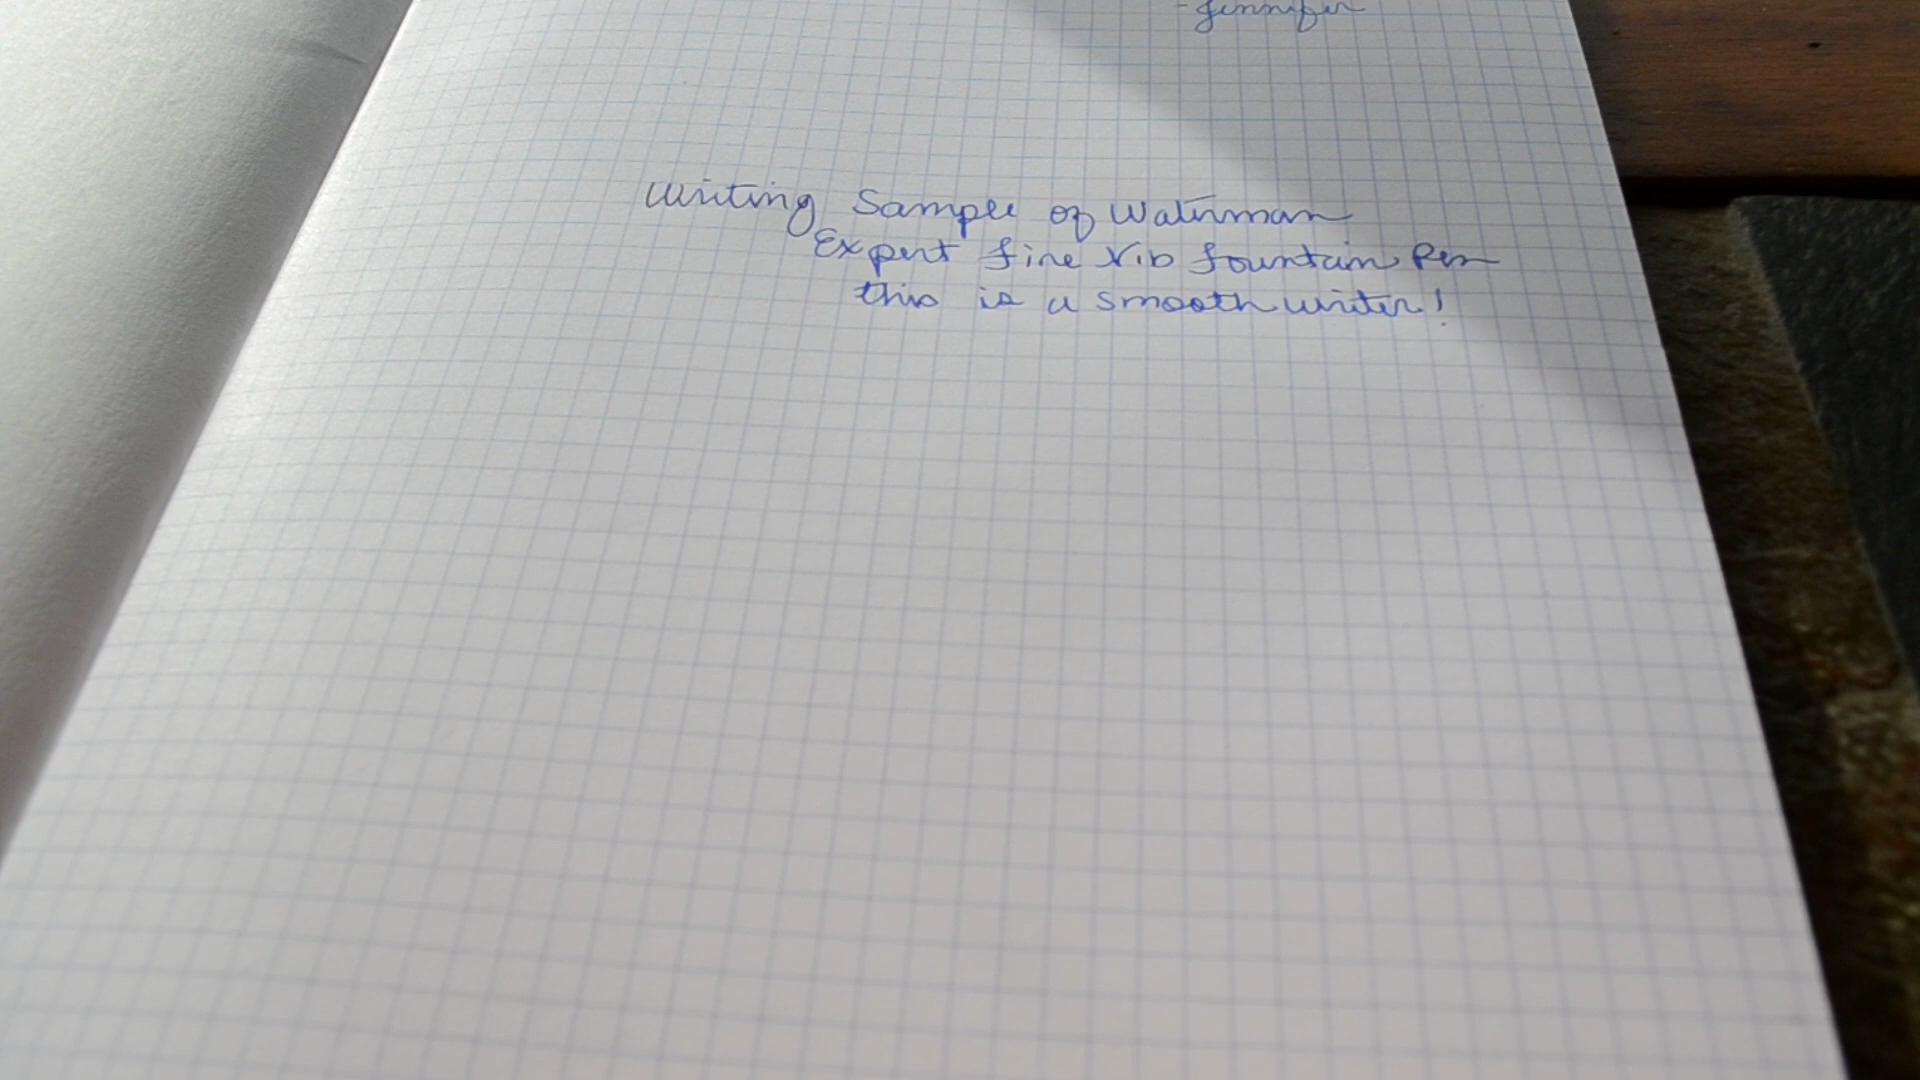 - Jennifer
Writing Sample of Waterman
Expert fine Nib fountain Pen
this is a smooth writer!